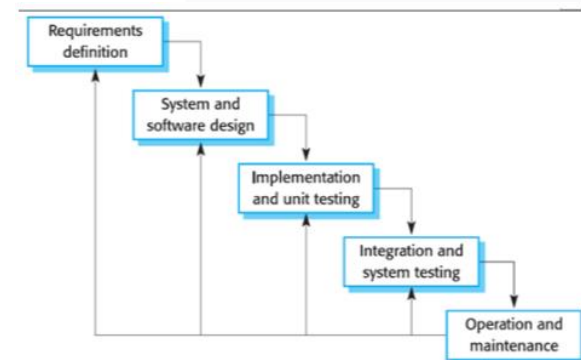 Requirements
definition
System and
software design
Implementation
and unit testing
Integration and
system testing
Operation and
maintenance